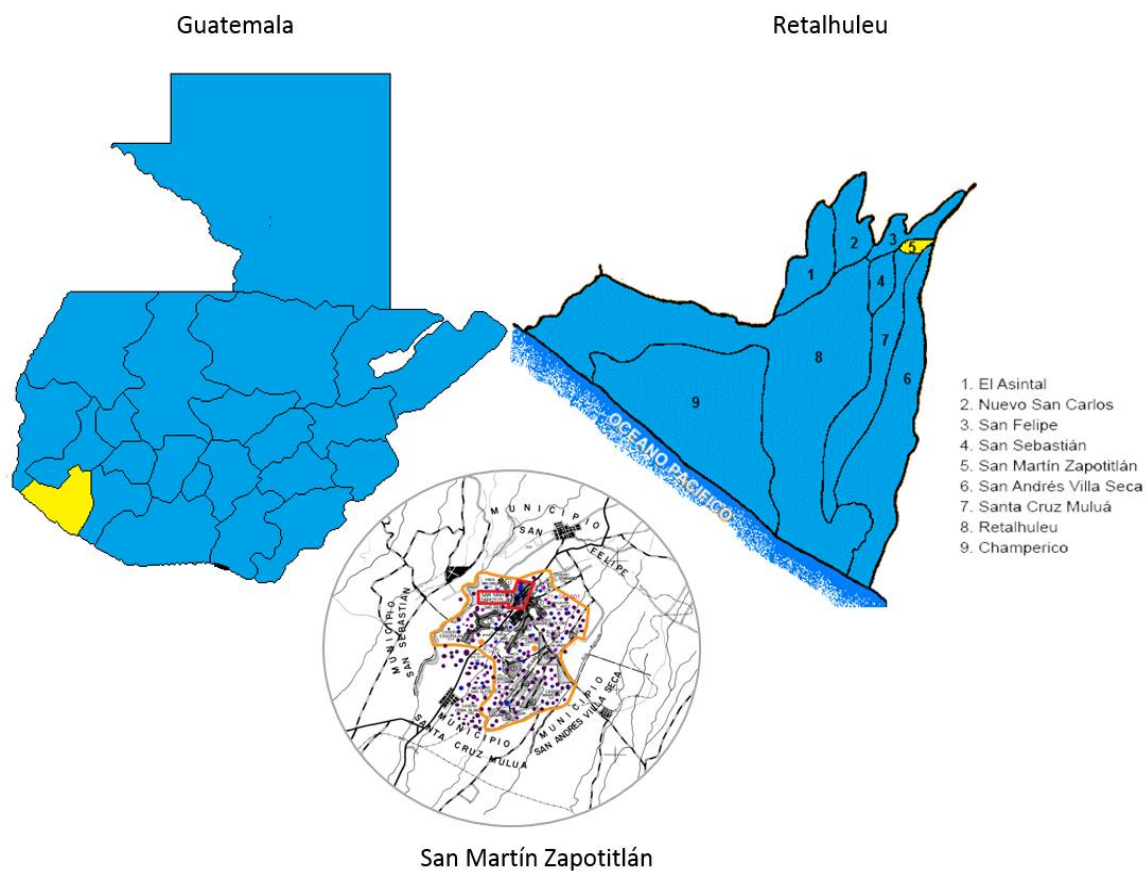 Guatemala
Retalhuleu
1
2
3
4
5
6
7
8
9
OCEANO PACIFICO
1. El Asintal
2. Nuevo San Carlos
3. San Felipe
4. San Sebastián
5. San Martín Zapotitlán
6. San Andrés Villa Seca
7. Santa Cruz Muluá
8. Retalhuleu
9. Champerico
MUNICIPIO
SAN FELIPE
MUNICIPIO
SAN SEBASTIÁN
MUNICIPIO
SANTA CRUZ MULUA
MUNICIPIO
SAN ANDRES VILLA SECA
San Martín Zapotitlán